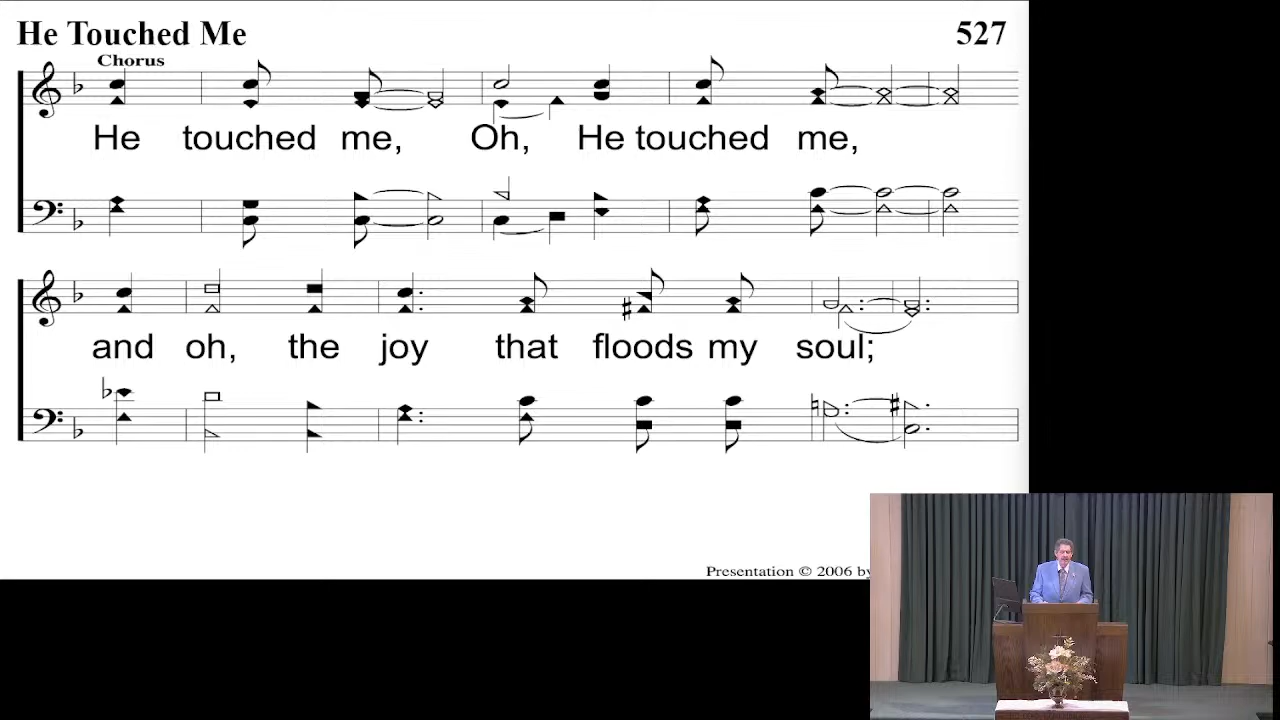 He Touched Me 527
Chorus
He touched me, Oh, He touched me,
and oh, the joy that floods my soul;
Presentation © 2006 by